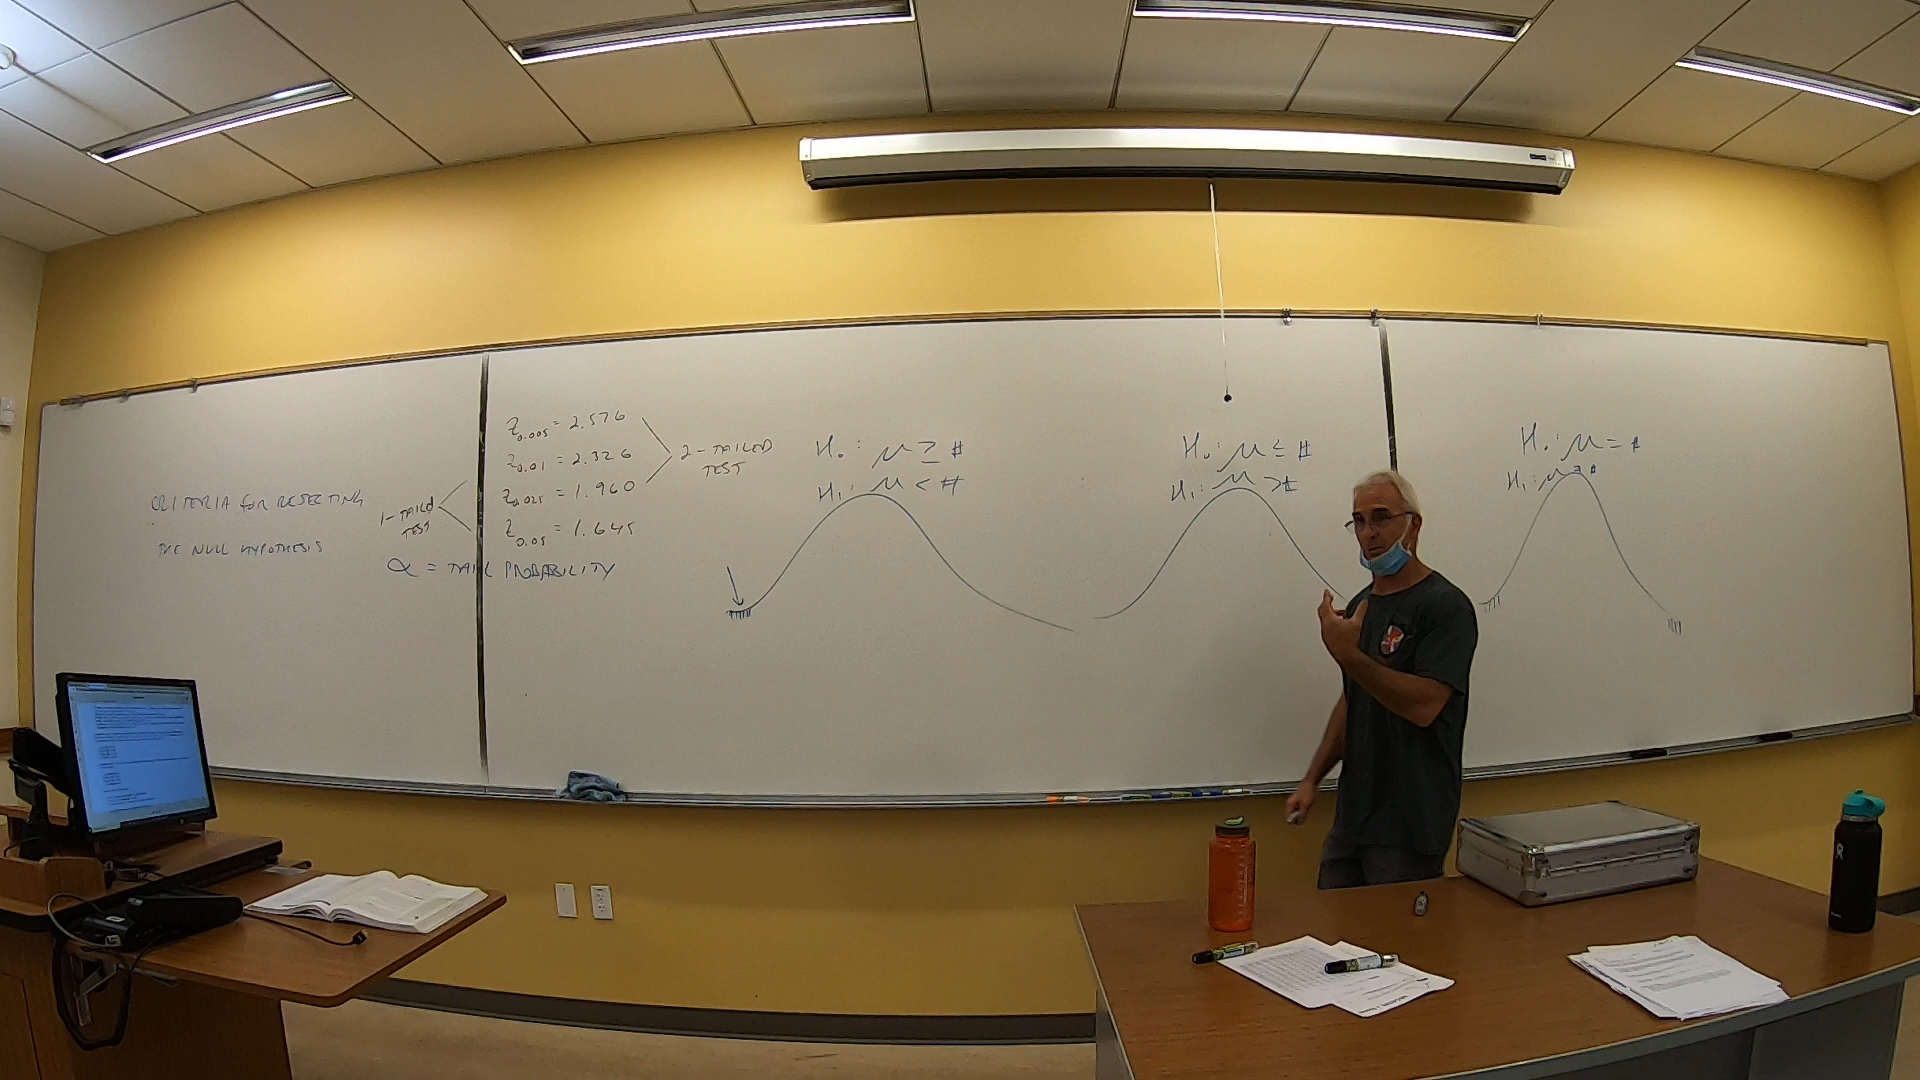 CRITERIA FOR REJECTING
THE NULL HYPOTHESIS
1-TAILED
TEST
Z0.005 = 2.576
Z0.01 = 2.326
Z0.025 = 1.960
Z0.05 = 1.645
2-TAILED
TEST
α = TAIL PROBABILITY
H₀: μ ≥ #
H₁: μ < #
H₀: μ ≤ #
H₁: μ > #
H₀: μ = #
H₁: μ ≠ #